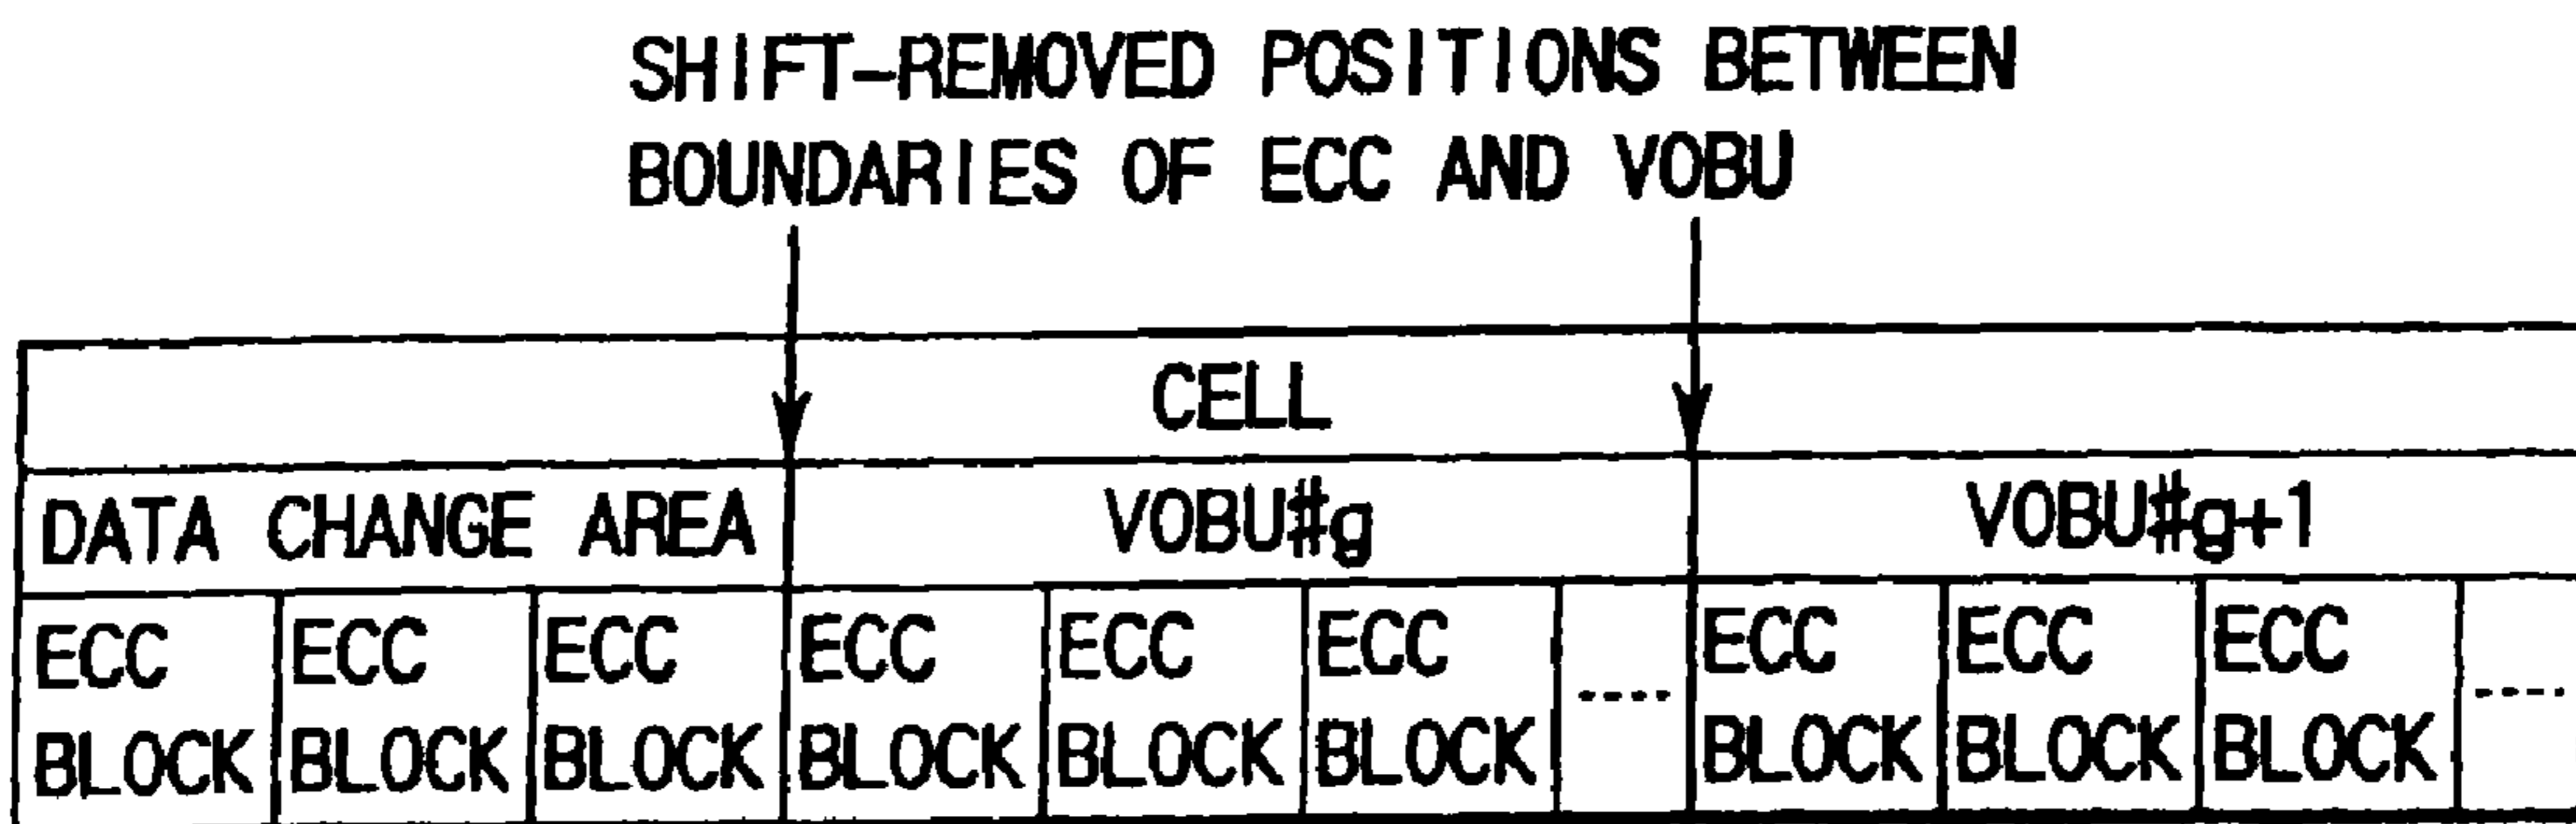 SHIFT-REMOVED POSITIONS BETWEEN
BOUNDARIES OF ECC AND VOBU
CELL
DATA CHANGE AREA VOBU#g VOBU#g+1
ECC ECC ECC ECC ECC ECC ECC ECC ECC
BLOCK BLOCK BLOCK BLOCK BLOCK BLOCK ····· BLOCK BLOCK BLOCK ·····